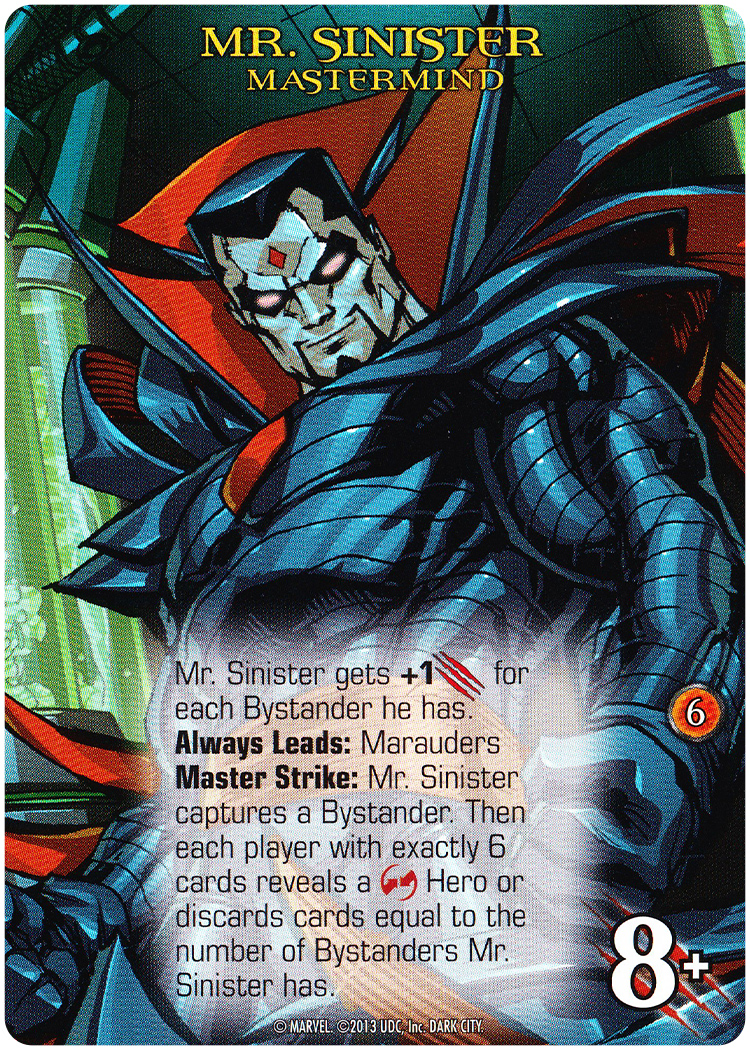 MR. SINISTER
MASTERMIND
Mr. Sinister gets +1 for
each Bystander he has.
Always Leads: Marauders
Master Strike: Mr. Sinister
captures a Bystander. Then
each player with exactly 6
cards reveals a Hero or
discards cards equal to the
number of Bystanders Mr.
Sinister has.
6
8+
© MARVEL. ©2013 UDC, Inc. DARK CITY.